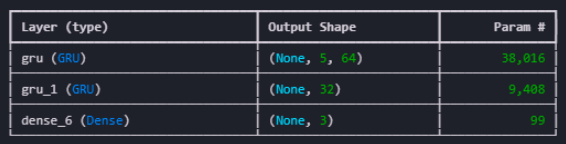 Layer (type) Output Shape Param #
gru (GRU) (None, 5, 64) 38,016
gru_1 (GRU) (None, 32) 9,408
dense_6 (Dense) (None, 3) 99